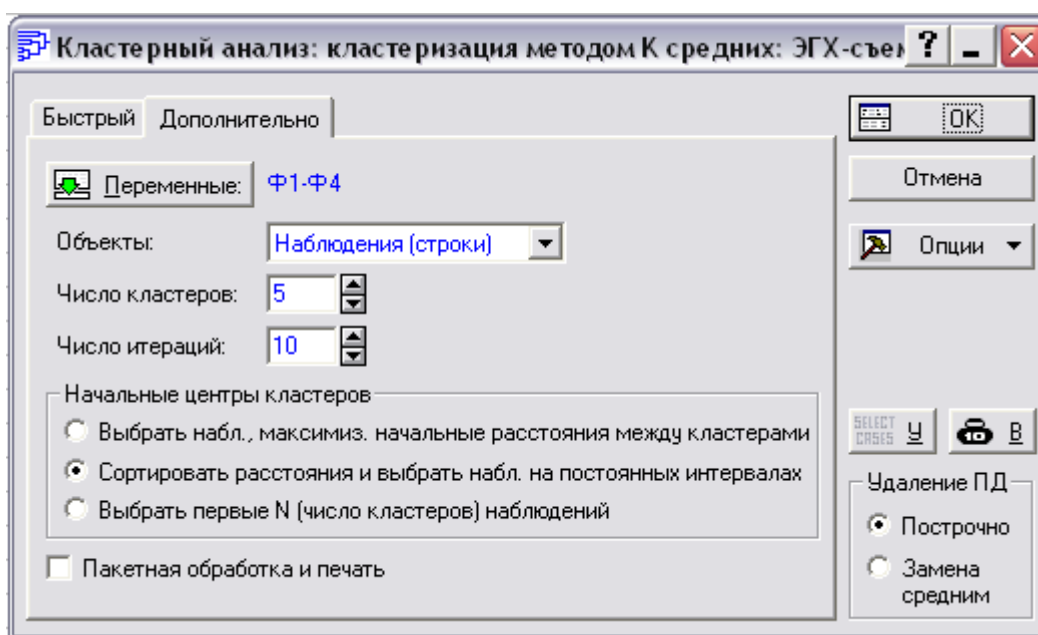 Кластерный анализ: кластеризация методом К средних: ЭГХ-съем
Быстрый
Дополнительно
OK
Переменные:
Ф1-Ф4
Отмена
Объекты:
Наблюдения (строки)
Опции
Число кластеров:
5
Число итераций:
10
Начальные центры кластеров
Выбрать набл., максимиз. начальные расстояния между кластерами
SELECT CASES
У
В
Сортировать расстояния и выбрать набл. на постоянных интервалах
Удаление ПД
Выбрать первые N (число кластеров) наблюдений
Построчно
Пакетная обработка и печать
Замена
средним